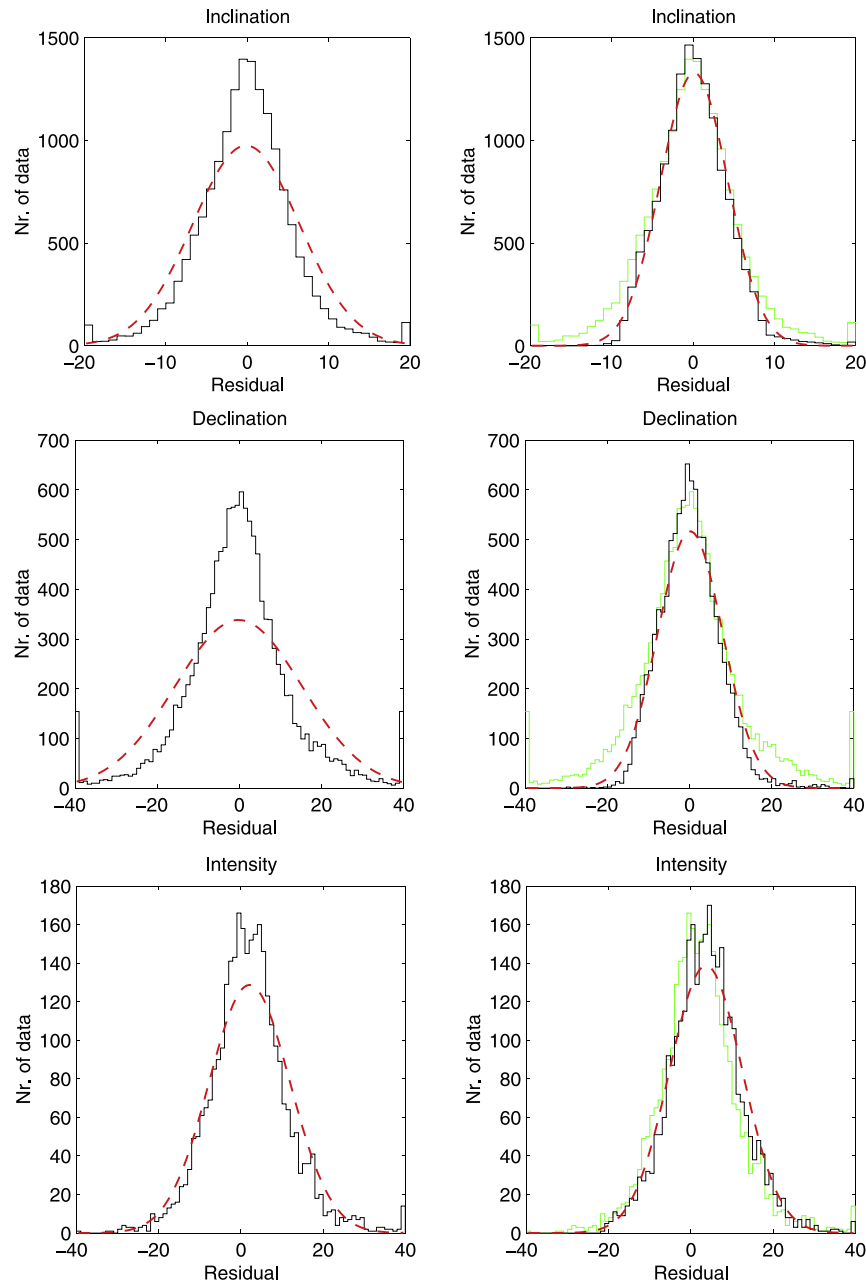 Inclination
1500
1000
500
0
−20 −10 0 10 20
Nr. of data
Residual
Inclination
1500
1000
500
0
−20 −10 0 10 20
Nr. of data
Residual
Declination
700
600
500
400
300
200
100
0
−40 −20 0 20 40
Nr. of data
Residual
Declination
700
600
500
400
300
200
100
0
−40 −20 0 20 40
Nr. of data
Residual
Intensity
180
160
140
120
100
80
60
40
20
0
−40 −20 0 20 40
Nr. of data
Residual
Intensity
180
160
140
120
100
80
60
40
20
0
−40 −20 0 20 40
Nr. of data
Residual